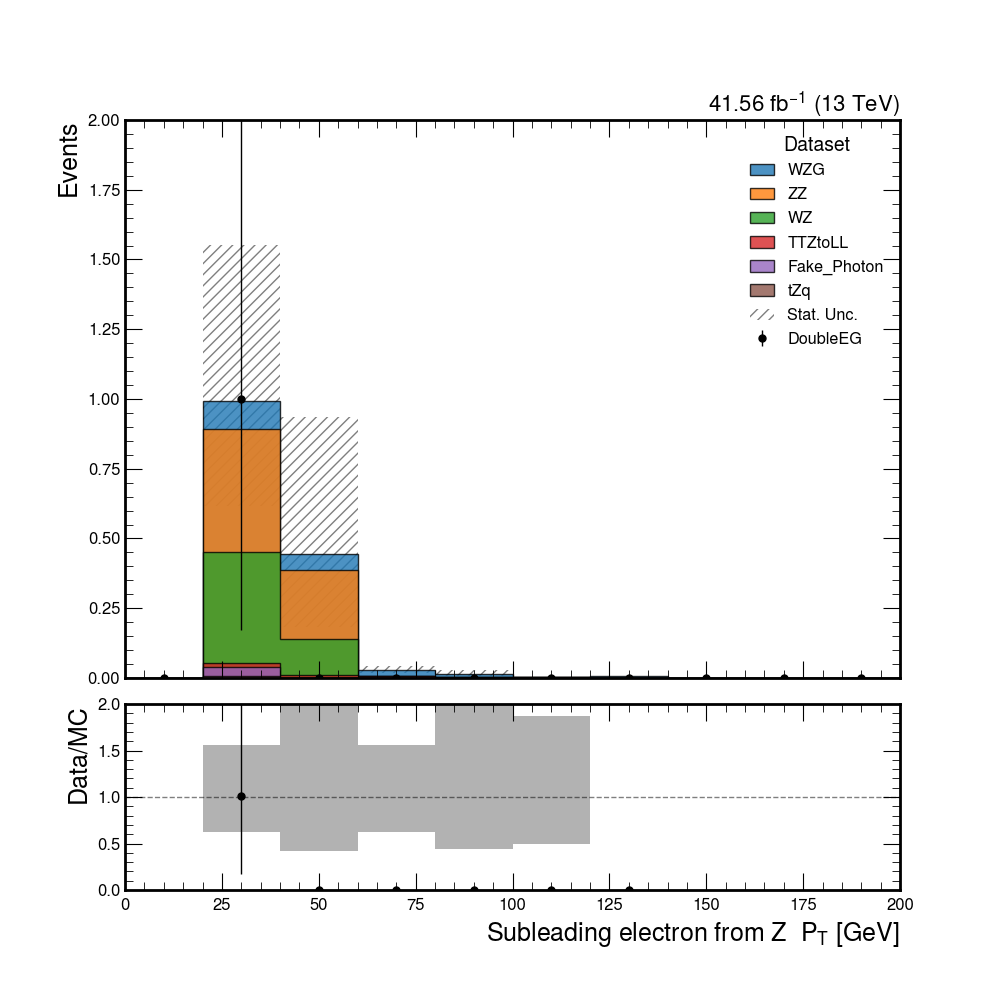 41.56 fb⁻¹ (13 TeV)
Events
2.00
1.75
1.50
1.25
1.00
0.75
0.50
0.25
0.00
Dataset
WZG
ZZ
WZ
TTZtoLL
Fake_Photon
tZq
Stat. Unc.
DoubleEG
Data/MC
2.0
1.5
1.0
0.5
0.0
0 25 50 75 100 125 150 175 200
Subleading electron from Z P_T [GeV]